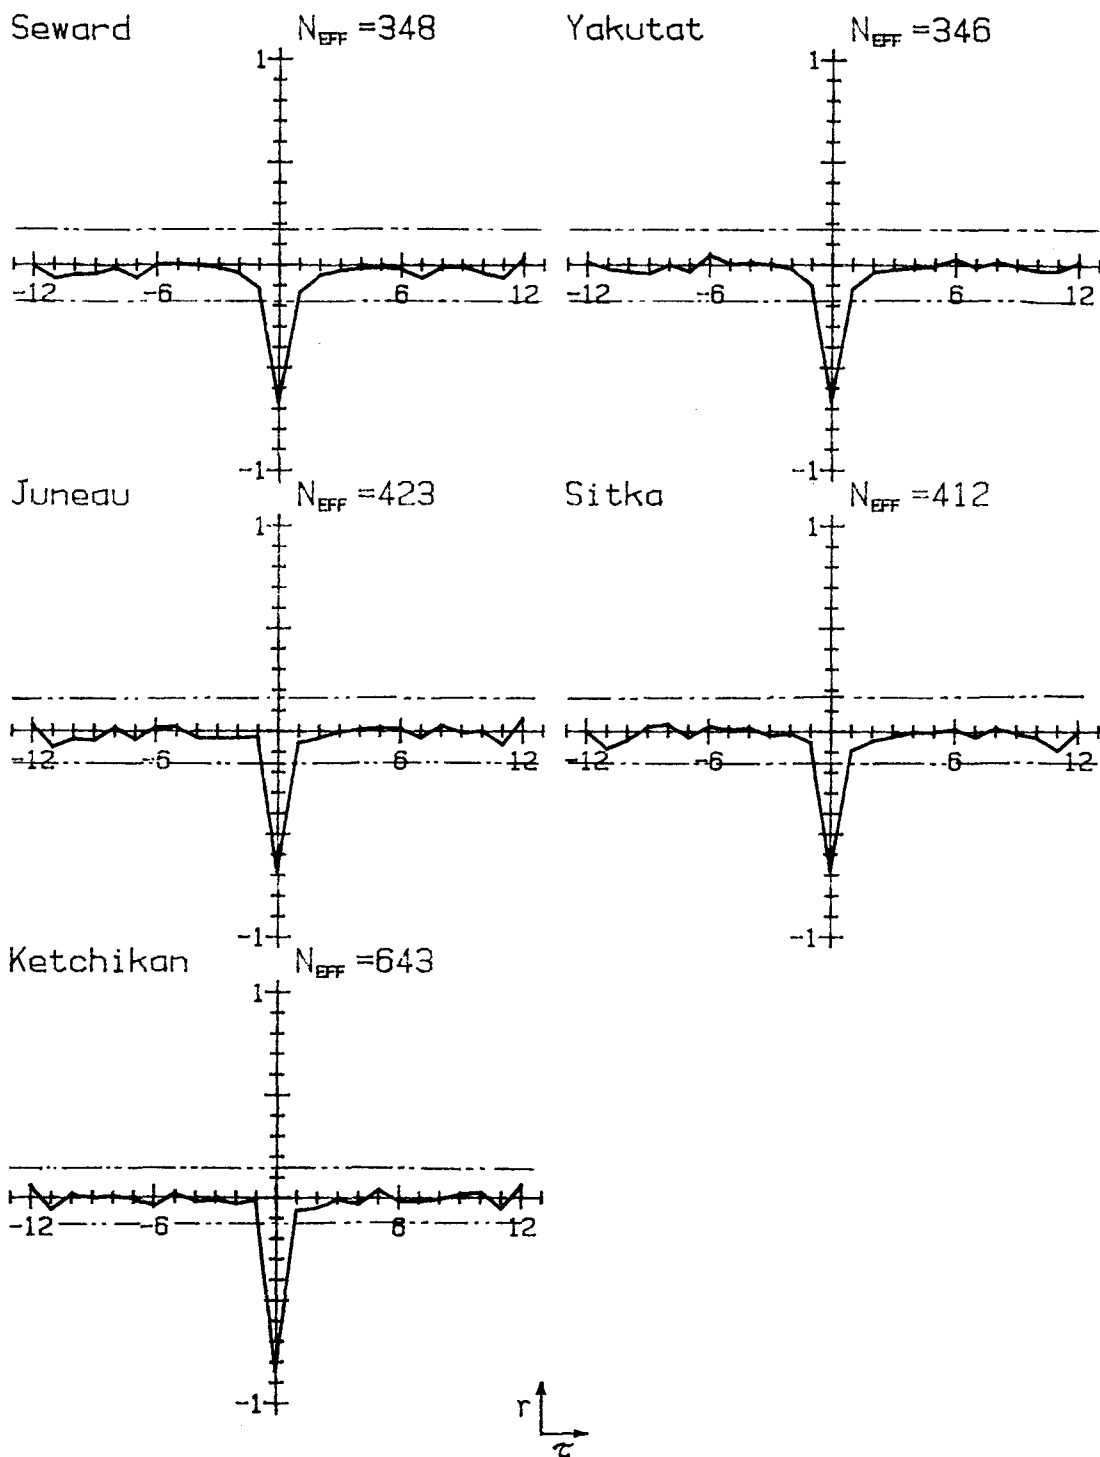 Seward N_EFF =348
1
-12 -6 6 12
-1
Yakutat N_EFF =346
1
-12 -6 6 12
-1
Juneau N_EFF =423
1
-12 -6 6 12
-1
Sitka N_EFF =412
1
-12 -6 6 12
-1
Ketchikan N_EFF =643
1
-12 -6 6 12
-1
r
τ